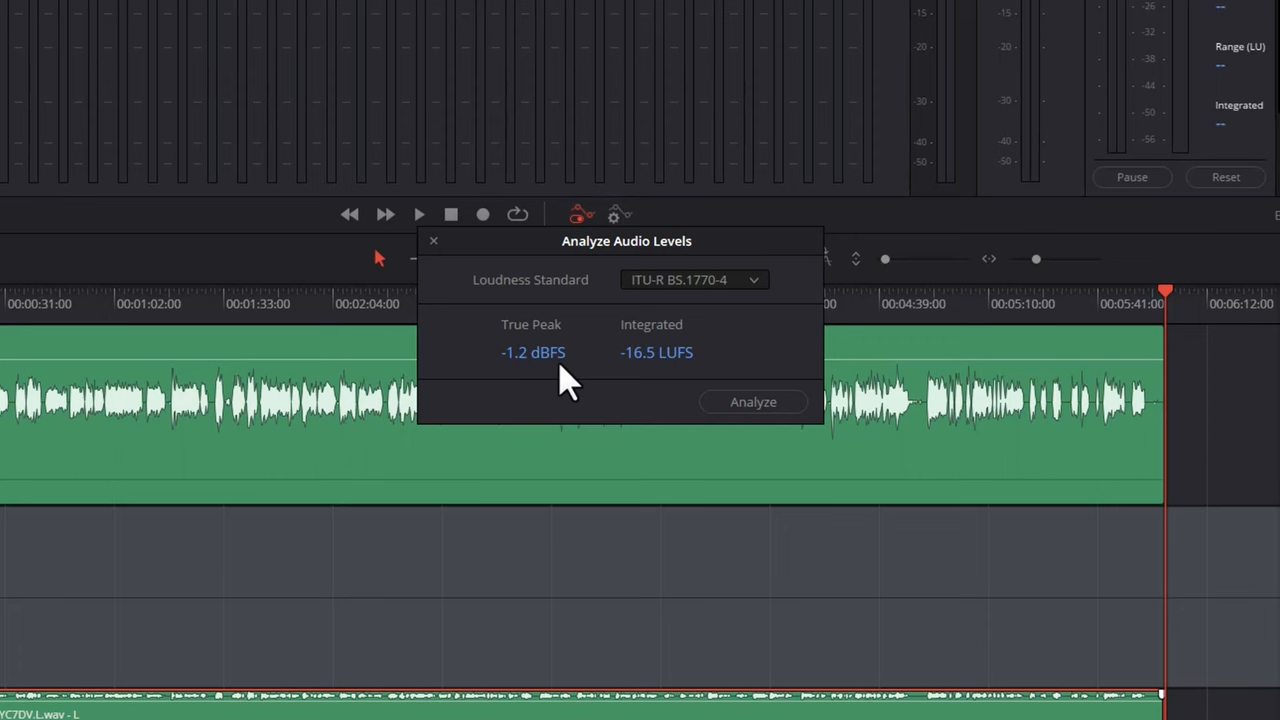 -15 -15 -26 --
-20 -20 -32 Range (LU)
-38 --
-30 -30 -44 Integrated
-40 -40 -50 --
-50 -50 -56
Pause Reset
Analyze Audio Levels
Loudness Standard ITU-R BS.1770-4
00:00:31:00 00:01:02:00 00:01:33:00 00:02:04:00 00 00:04:39:00 00:05:10:00 00:05:41:00 00:06:12:00
True Peak Integrated
-1.2 dBFS -16.5 LUFS
Analyze
YC7DV.L.wav - L